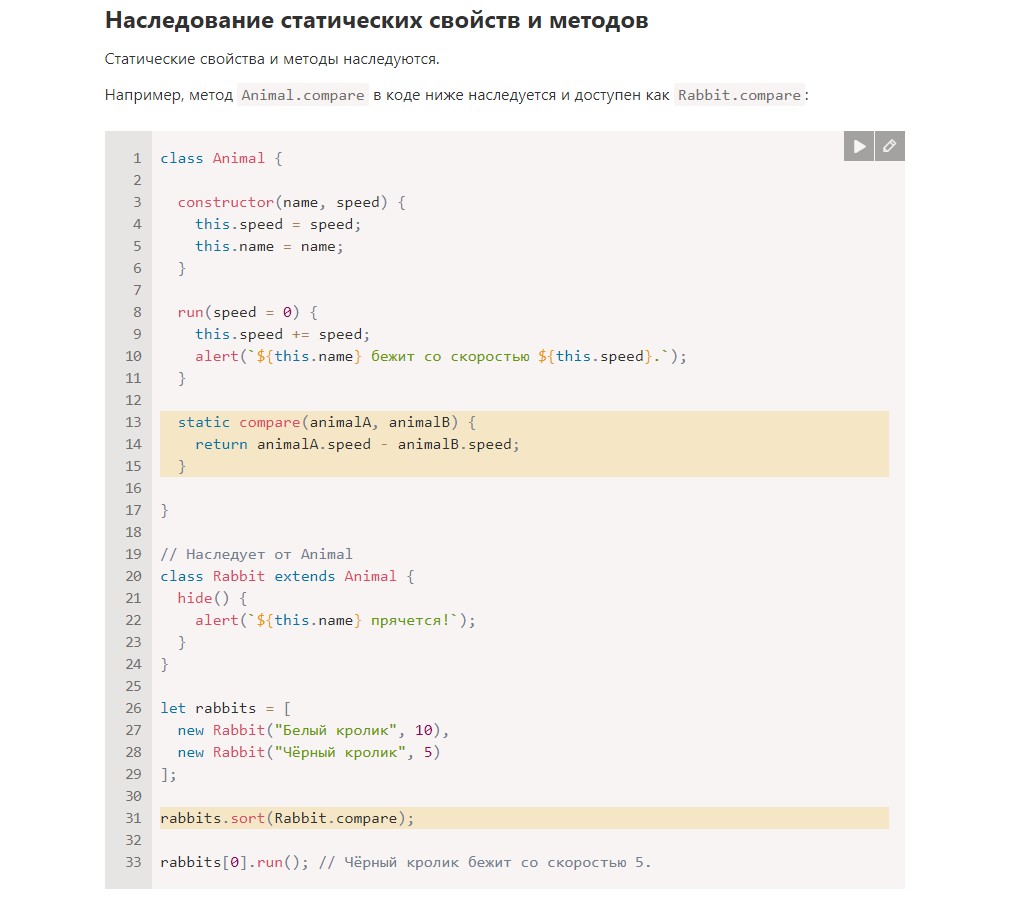 Наследование статических свойств и методов
Статические свойства и методы наследуются.
Например, метод Animal.compare в коде ниже наследуется и доступен как Rabbit.compare:
1 class Animal {
2
3   constructor(name, speed) {
4     this.speed = speed;
5     this.name = name;
6   }
7
8   run(speed = 0) {
9     this.speed += speed;
10     alert(`${this.name} бежит со скоростью ${this.speed}.`);
11   }
12
13   static compare(animalA, animalB) {
14     return animalA.speed - animalB.speed;
15   }
16
17 }
18
19 // Наследует от Animal
20 class Rabbit extends Animal {
21   hide() {
22     alert(`${this.name} прячется!`);
23   }
24 }
25
26 let rabbits = [
27   new Rabbit("Белый кролик", 10),
28   new Rabbit("Чёрный кролик", 5)
29 ];
30
31 rabbits.sort(Rabbit.compare);
32
33 rabbits[0].run(); // Чёрный кролик бежит со скоростью 5.